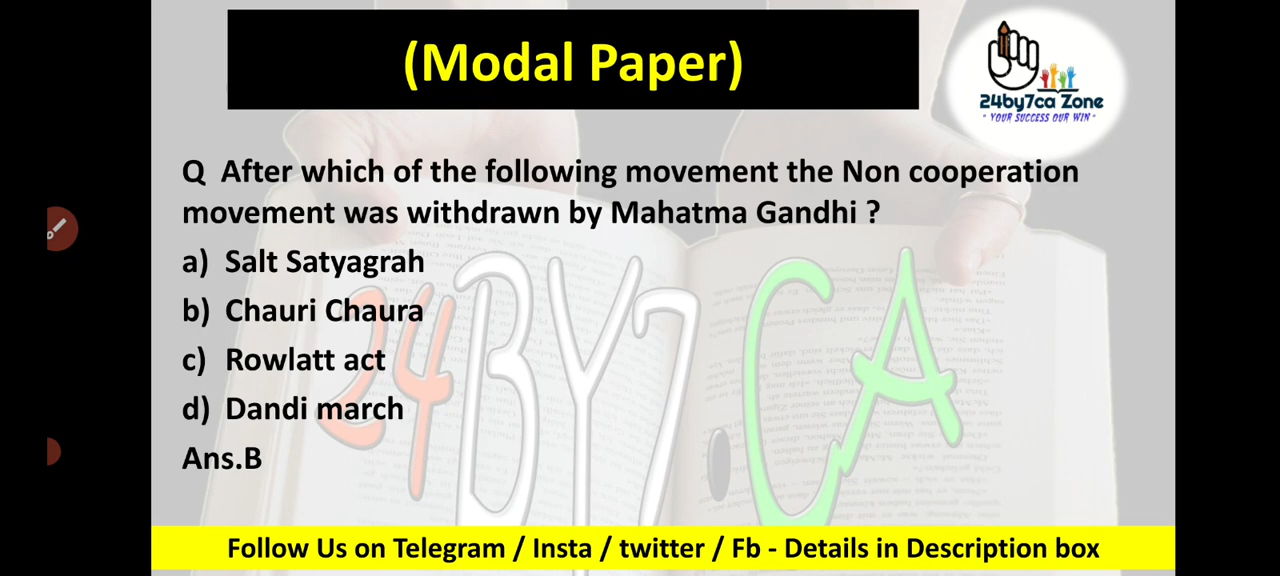 (Modal Paper)
24by7ca Zone
" YOUR SUCCESS OUR WIN "
Q After which of the following movement the Non cooperation
movement was withdrawn by Mahatma Gandhi ?
a) Salt Satyagrah
b) Chauri Chaura
c) Rowlatt act
d) Dandi march
Ans.B
24BY7.CA
Follow Us on Telegram / Insta / twitter / Fb - Details in Description box